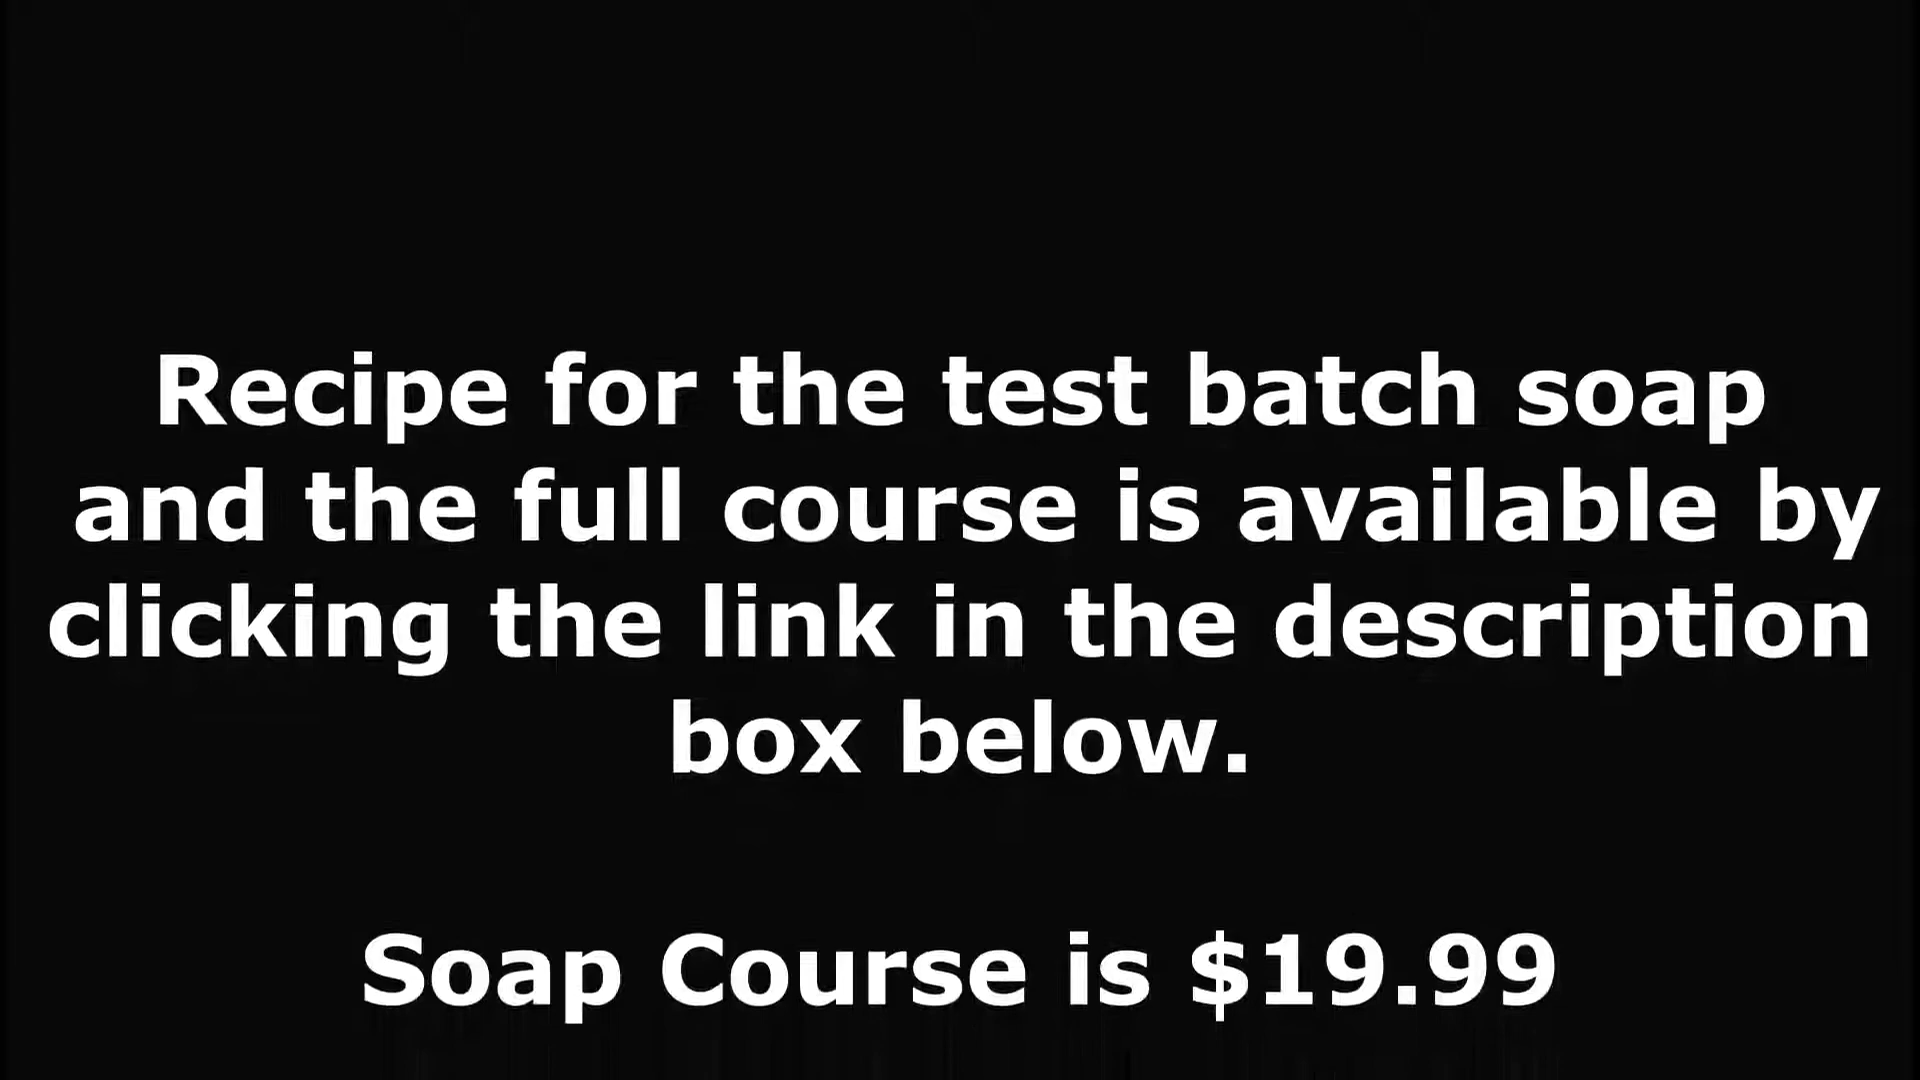 Recipe for the test batch soap
and the full course is available by
clicking the link in the description
box below.
Soap Course is $19.99